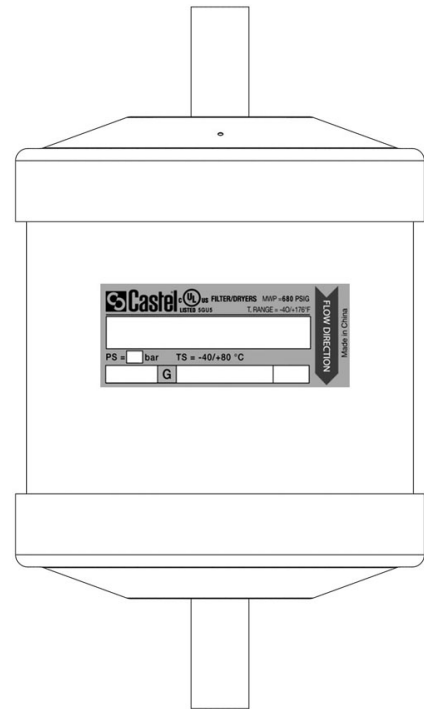 Castel c UL us FILTER/DRYERS MWP =680 PSIG
LISTED SGUS T. RANGE = -40/+176°F
PS = bar TS = -40/+80 °C
G
FLOW DIRECTION
Made in China